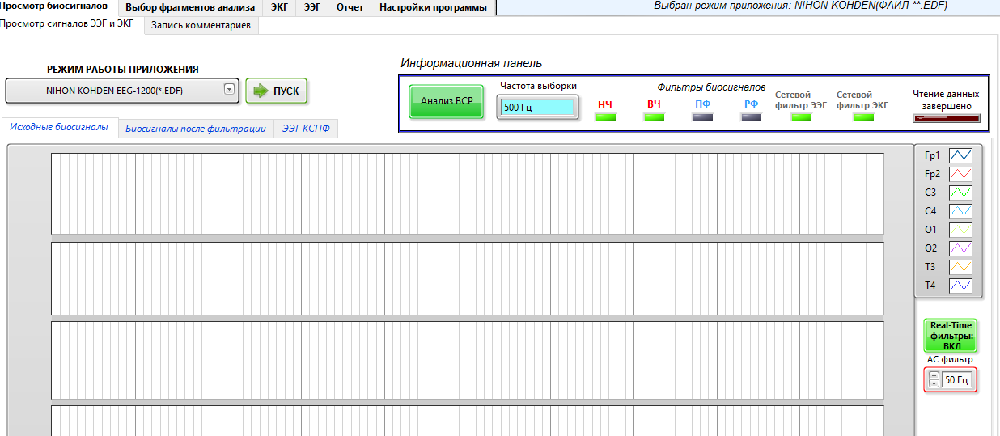 Просмотр биосигналов
Выбор фрагментов анализа
ЭКГ
ЭЭГ
Отчет
Настройки программы
Выбран режим приложения: NIHON KOHDEN(ФАИЛ **.EDF)
Просмотр сигналов ЭЭГ и ЭКГ
Запись комментариев
Информационная панель
РЕЖИМ РАБОТЫ ПРИЛОЖЕНИЯ
NIHON KOHDEN EEG-1200(*.EDF)
ПУСК
Анализ ВСР
Частота выборки
500 Гц
Фильтры биосигналов
НЧ
ВЧ
ПФ
РФ
Сетевой
фильтр ЭЭГ
Сетевой
фильтр ЭКГ
Чтение данных
завершено
Исходные биосигналы
Биосигналы после фильтрации
ЭЭГ КСПФ
Fp1
Fp2
C3
C4
O1
O2
T3
T4
Real-Time
фильтры:
ВКЛ
AC фильтр
50 Гц